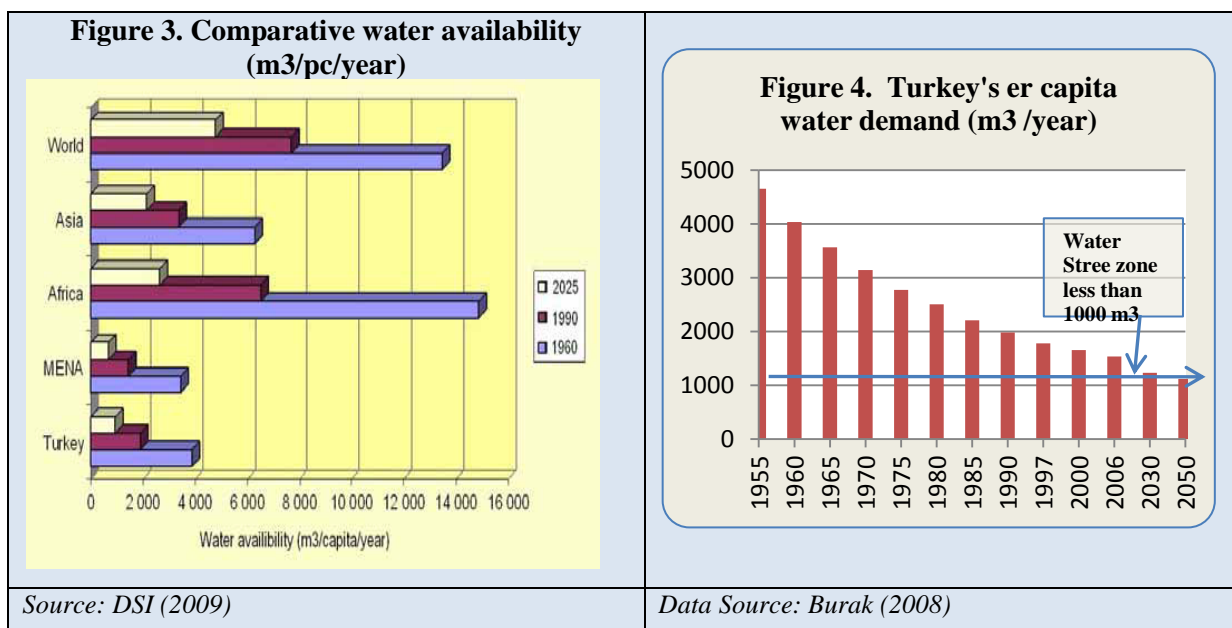 Figure 3. Comparative water availability
(m3/pc/year)
World
Asia
Africa
MENA
Turkey
0 2 000 4 000 6 000 8 000 10 000 12 000 14 000 16 000
Water availibility (m3/capita/year)
2025
1990
1960
Source: DSI (2009)
Figure 4. Turkey's er capita
water demand (m3 /year)
5000
4000
3000
2000
1000
0
Water
Stree zone
less than
1000 m3
1955 1960 1965 1970 1975 1980 1985 1990 1997 2000 2006 2030 2050
Data Source: Burak (2008)